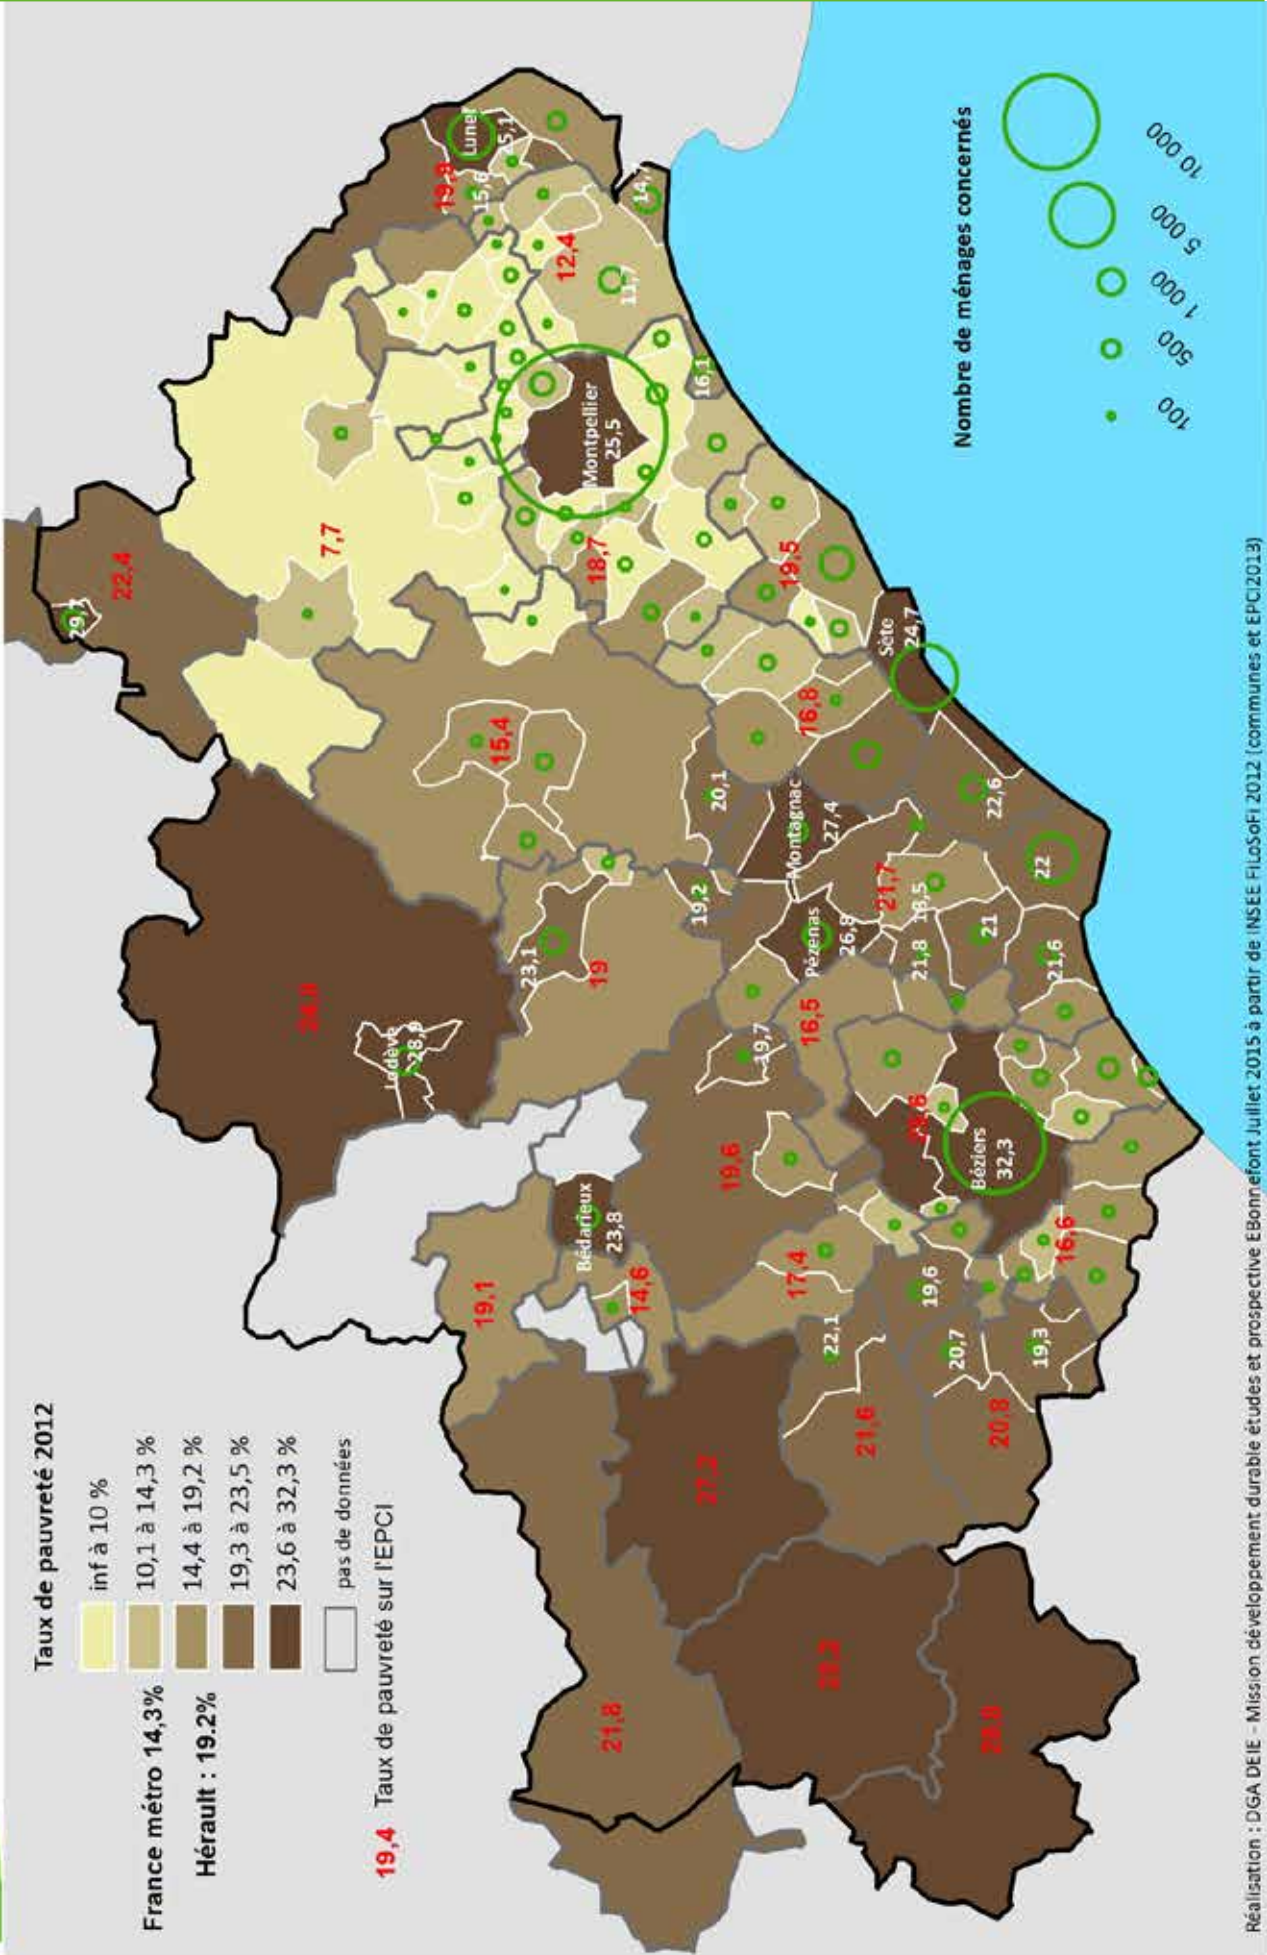 Taux de pauvreté 2012
France métro 14,3%
Hérault : 19.2%
inf à 10 %
10,1 à 14,3 %
14,4 à 19,2 %
19,3 à 23,5 %
23,6 à 32,3 %
pas de données
19,4 Taux de pauvreté sur l'EPCI
22,4
7,7
15,4
19,1
19
14,6
Bédarieux
23,8
Lodève
28,9
23,1
Lunel
25,1
15,6
14,7
12,4
11,7
Montpellier
25,5
16,1
18,7
19,5
Sète
24,7
16,8
20,1
Montagnac
27,4
22,6
22
21,7
18,5
19,2
Pézenas
26,8
21,8
21
21,6
16,5
19,7
19,6
Béziers
32,3
17,4
16,6
22,1
19,6
20,7
19,3
21,6
20,8
27,2
21,8
Nombre de ménages concernés
100
500
1 000
5 000
10 000
Réalisation : DGA DEIE - Mission développement durable études et prospective EBonnefont Juillet 2015 à partir de INSEE FiLoSoFi 2012 (communes et EPCI2013)